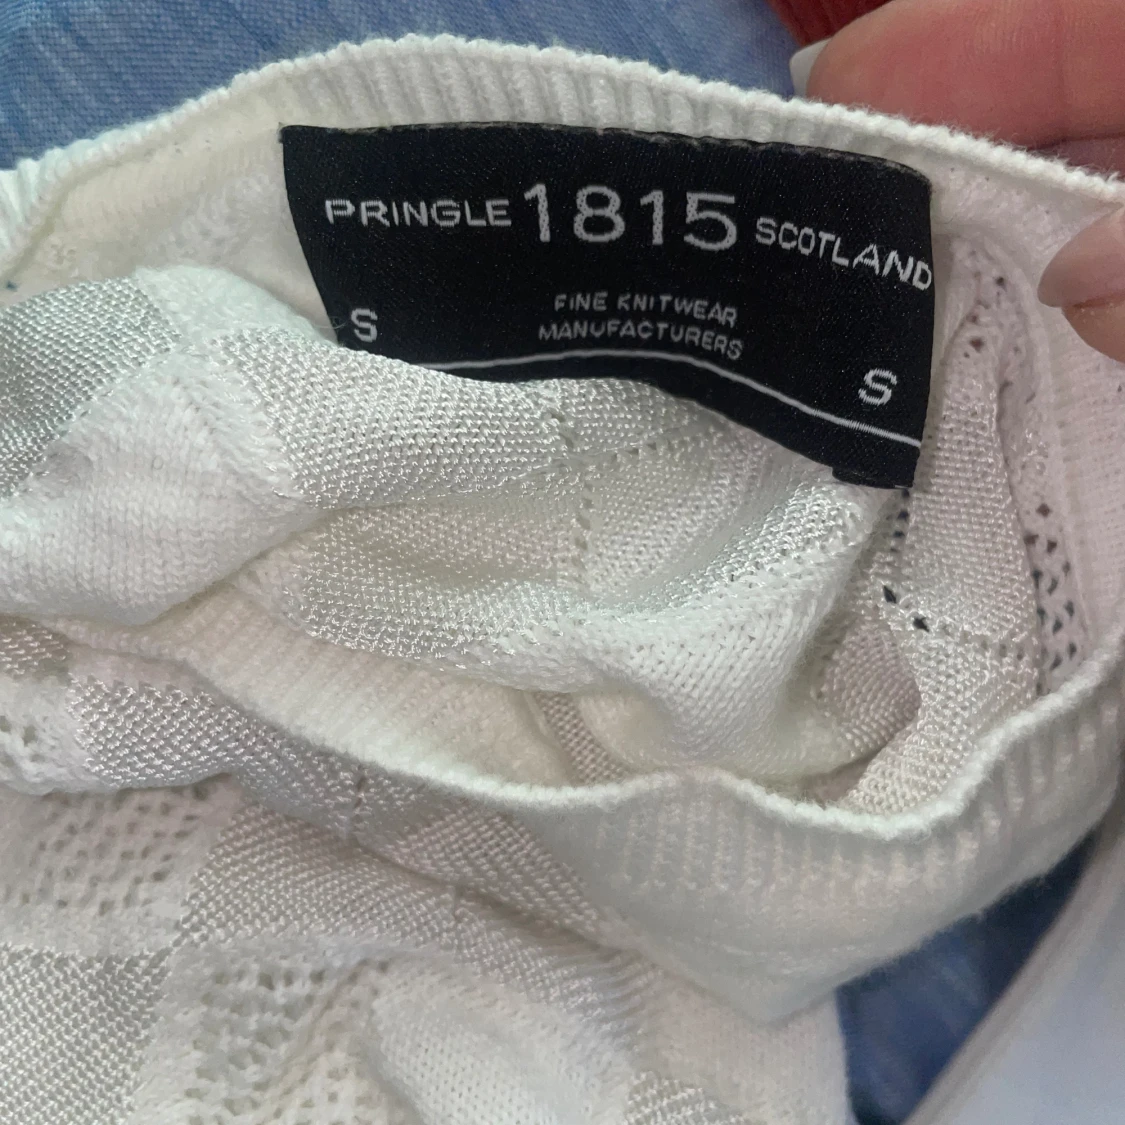 PRINGLE 1815 SCOTLAND
FINE KNITWEAR
MANUFACTURERS
S
S